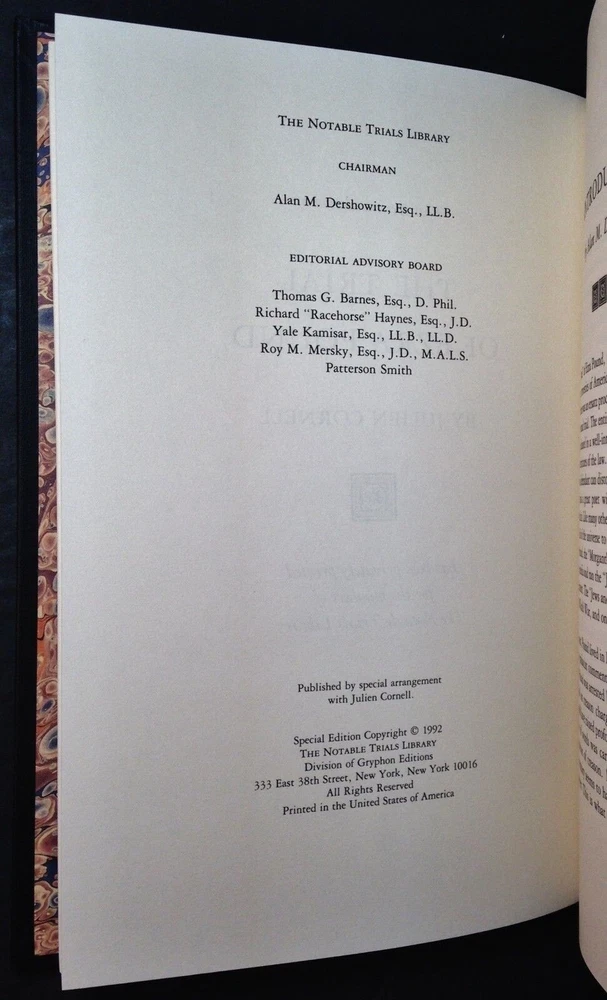 THE NOTABLE TRIALS LIBRARY
CHAIRMAN
Alan M. Dershowitz, Esq., LL.B.
EDITORIAL ADVISORY BOARD
Thomas G. Barnes, Esq., D. Phil.
Richard "Racehorse" Haynes, Esq., J.D.
Yale Kamisar, Esq., LL.B., LL.D.
Roy M. Mersky, Esq., J.D., M.A.L.S.
Patterson Smith
Published by special arrangement
with Julien Cornell.
Special Edition Copyright © 1992
THE NOTABLE TRIALS LIBRARY
Division of Gryphon Editions
333 East 38th Street, New York, New York 10016
All Rights Reserved
Printed in the United States of America